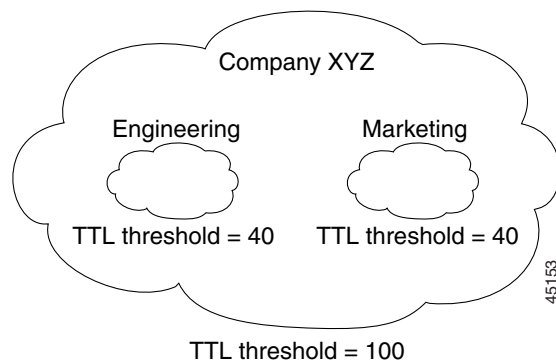 Company XYZ
Engineering
Marketing
TTL threshold = 40
TTL threshold = 40
45153
TTL threshold = 100